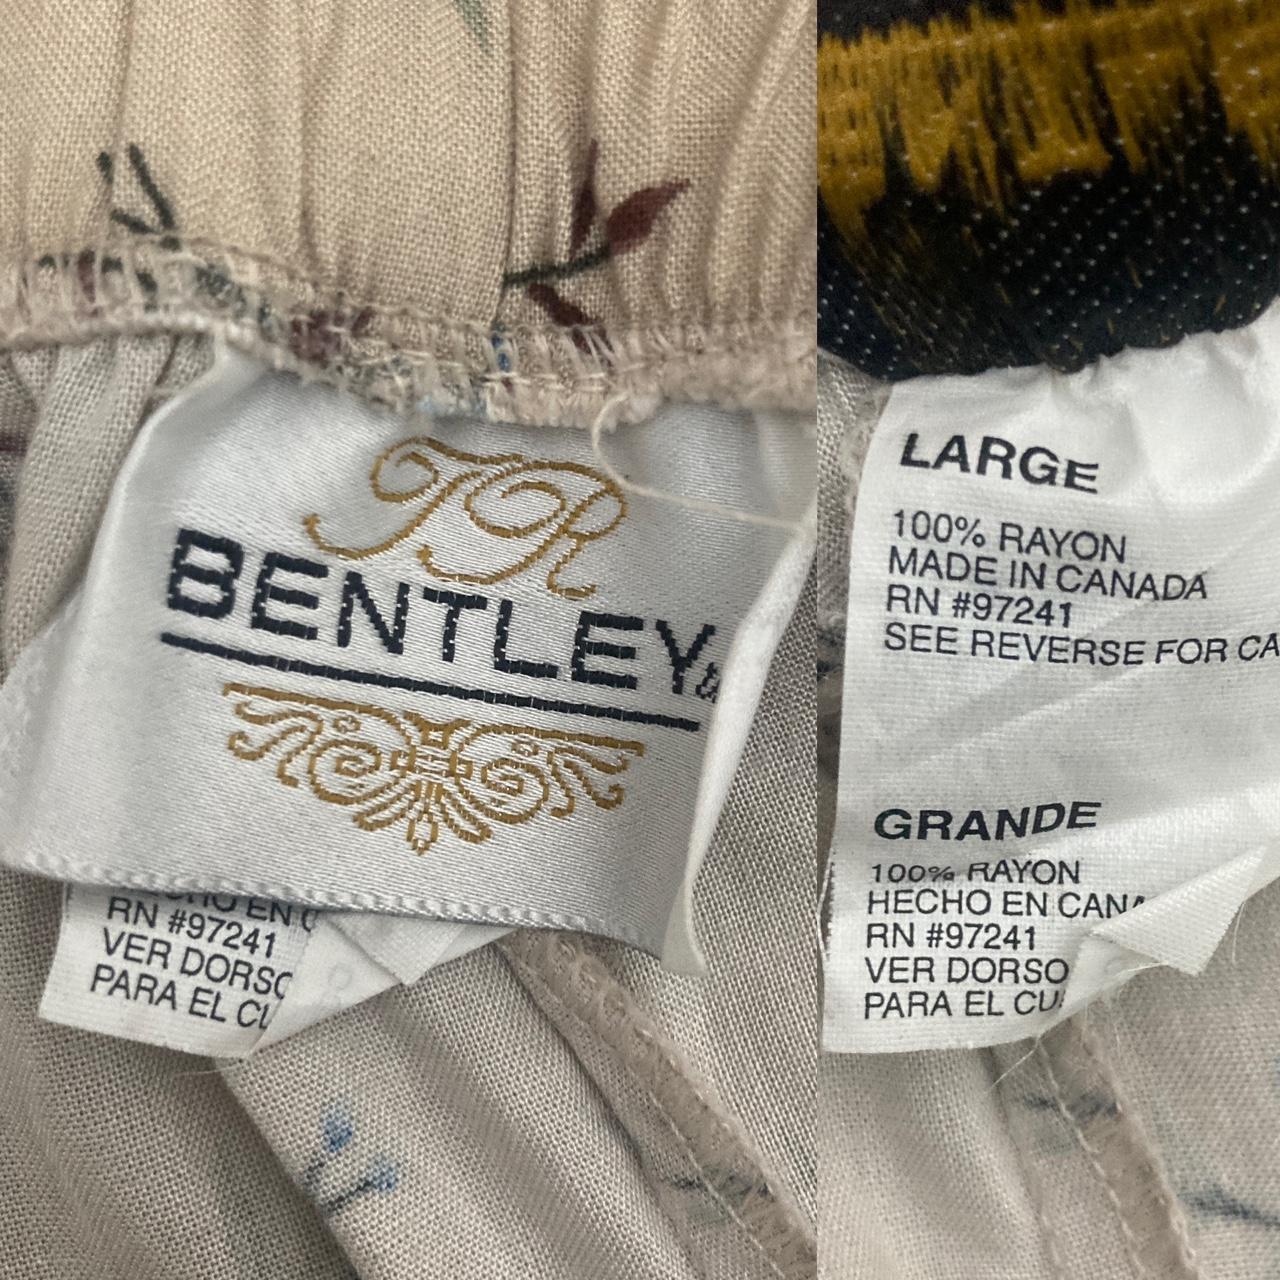 JR
BENTLEY
RN #97241
VER DORSO
PARA EL
LARGE
100% RAYON
MADE IN CANADA
RN #97241
SEE REVERSE FOR
GRANDE
100% RAYON
HECHO EN
RN #97241
VER DORSO
PARA EL